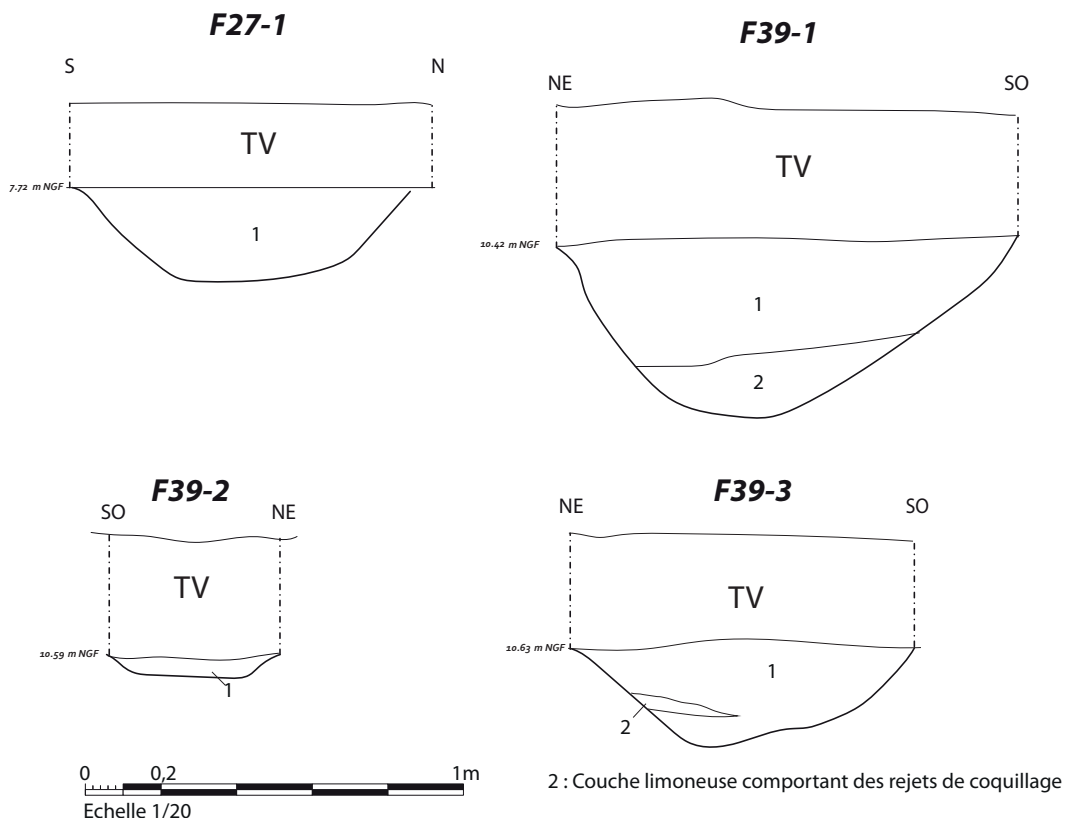 F27-1
S N
TV
7.72 m NGF
1
F39-1
NE SO
TV
10.42 m NGF
1
2
F39-2
SO NE
TV
10.59 m NGF
1
F39-3
NE SO
TV
10.63 m NGF
1
2
0 0,2 1m
Echelle 1/20
2 : Couche limoneuse comportant des rejets de coquillage